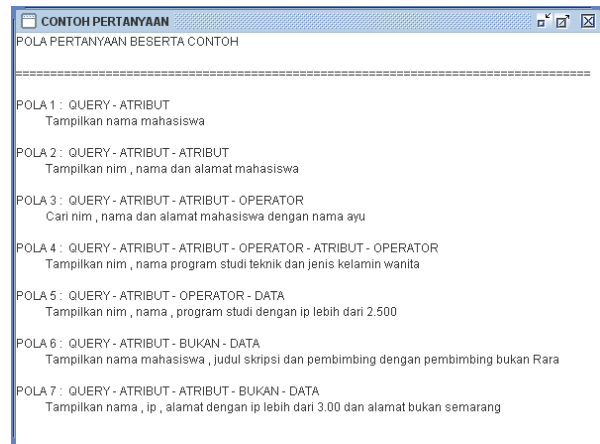 CONTOH PERTANYAAN
POLA PERTANYAAN BESERTA CONTOH
================================================================================
POLA 1 : QUERY - ATRIBUT
Tampilkan nama mahasiswa
POLA 2 : QUERY - ATRIBUT - ATRIBUT
Tampilkan nim , nama dan alamat mahasiswa
POLA 3 : QUERY - ATRIBUT - ATRIBUT - OPERATOR
Cari nim , nama dan alamat mahasiswa dengan nama ayu
POLA 4 : QUERY - ATRIBUT - ATRIBUT - OPERATOR - ATRIBUT - OPERATOR
Tampilkan nim , nama program studi teknik dan jenis kelamin wanita
POLA 5 : QUERY - ATRIBUT - OPERATOR - DATA
Tampilkan nim , nama , program studi dengan ip lebih dari 2.500
POLA 6 : QUERY - ATRIBUT - BUKAN - DATA
Tampilkan nama mahasiswa , judul skripsi dan pembimbing dengan pembimbing bukan Rara
POLA 7 : QUERY - ATRIBUT - ATRIBUT - BUKAN - DATA
Tampilkan nama , ip , alamat dengan ip lebih dari 3.00 dan alamat bukan semarang